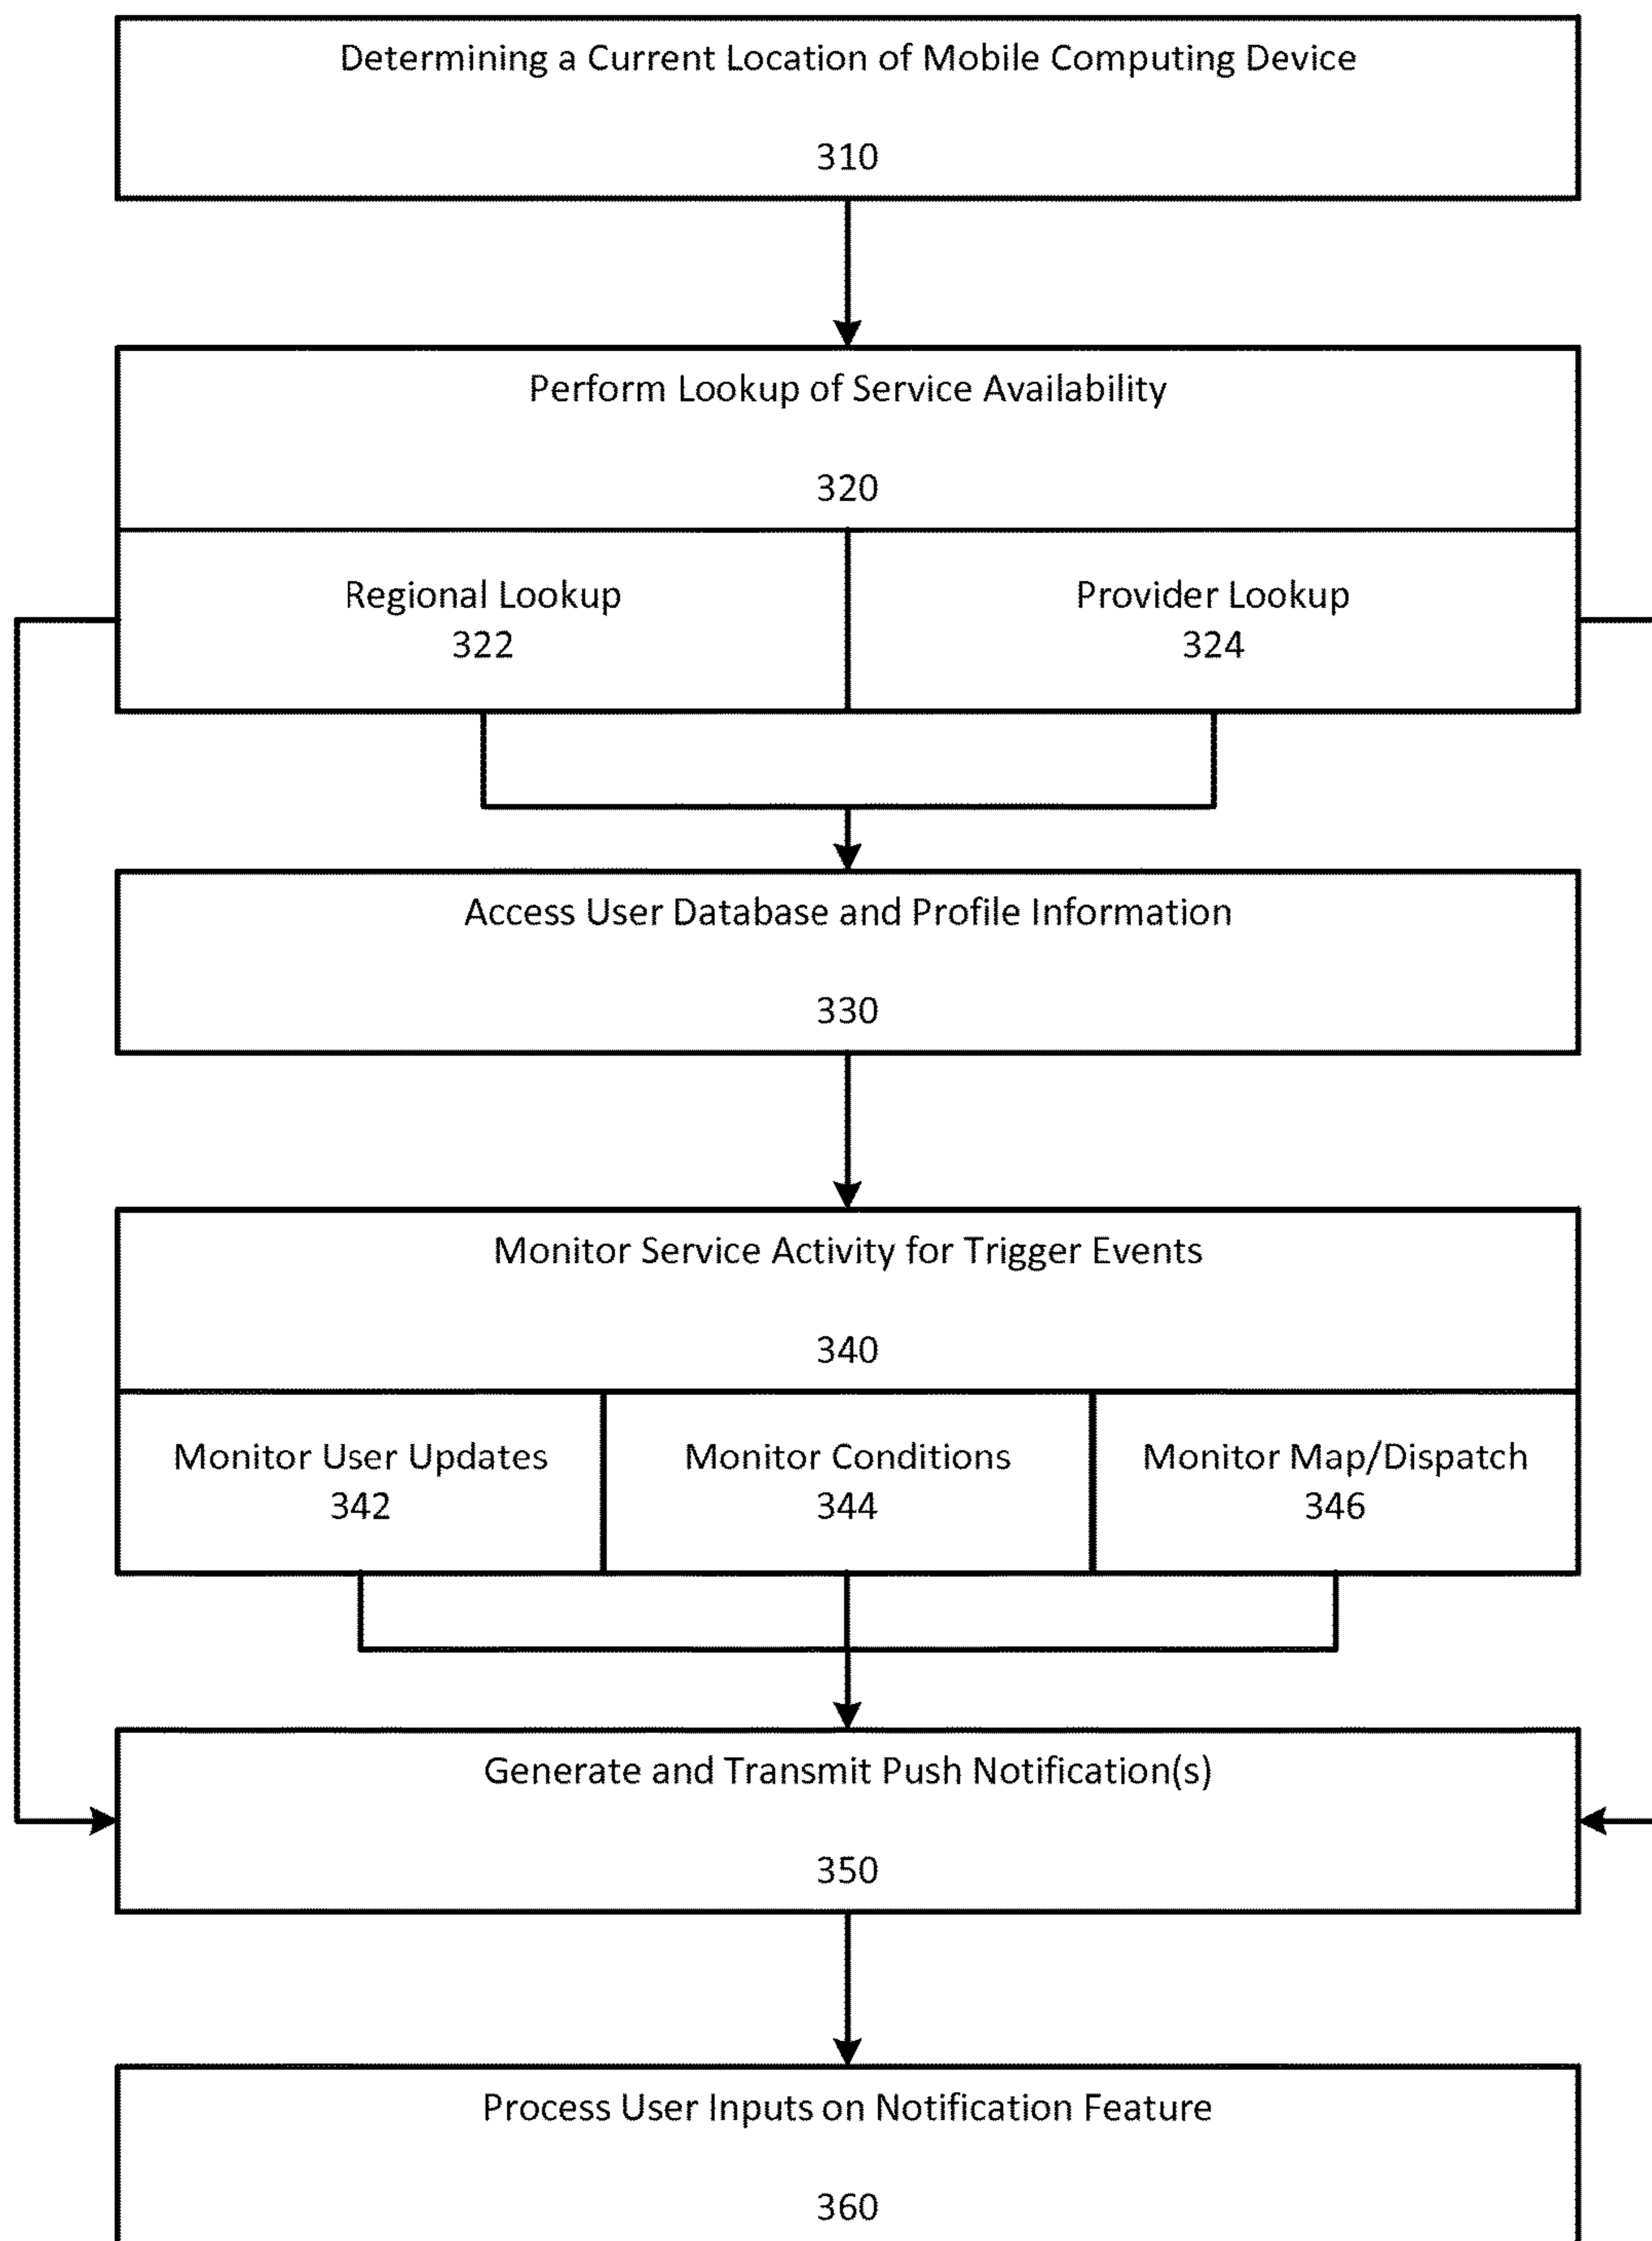 Determining a Current Location of Mobile Computing Device
310
Perform Lookup of Service Availability
320
Regional Lookup
322
Provider Lookup
324
Access User Database and Profile Information
330
Monitor Service Activity for Trigger Events
340
Monitor User Updates
342
Monitor Conditions
344
Monitor Map/Dispatch
346
Generate and Transmit Push Notification(s)
350
Process User Inputs on Notification Feature
360